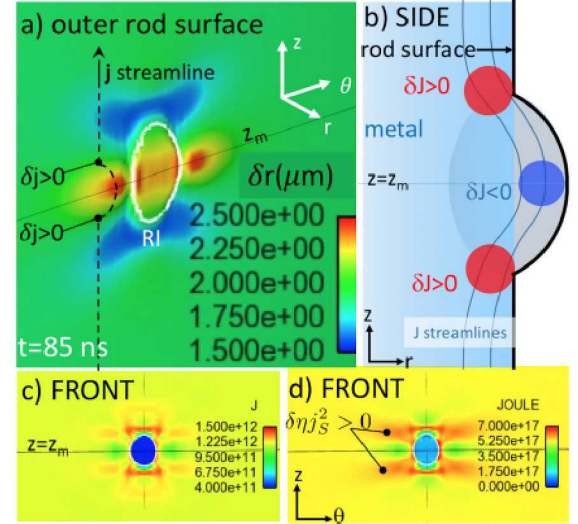 a) outer rod surface
j streamline
z
θ
r
z_m
δj>0
δj>0
RI
δr(μm)
2.500e+00
2.250e+00
2.000e+00
1.750e+00
1.500e+00
t=85 ns
b) SIDE
rod surface
δJ>0
metal
z=z_m
δJ<0
δJ>0
J streamlines
z
r
c) FRONT
J
z=z_m
1.500e+12
1.225e+12
9.500e+11
6.750e+11
4.000e+11
d) FRONT
JOULE
δηj_S^2 > 0
7.000e+17
5.250e+17
3.500e+17
1.750e+17
0.000e+00
z
θ